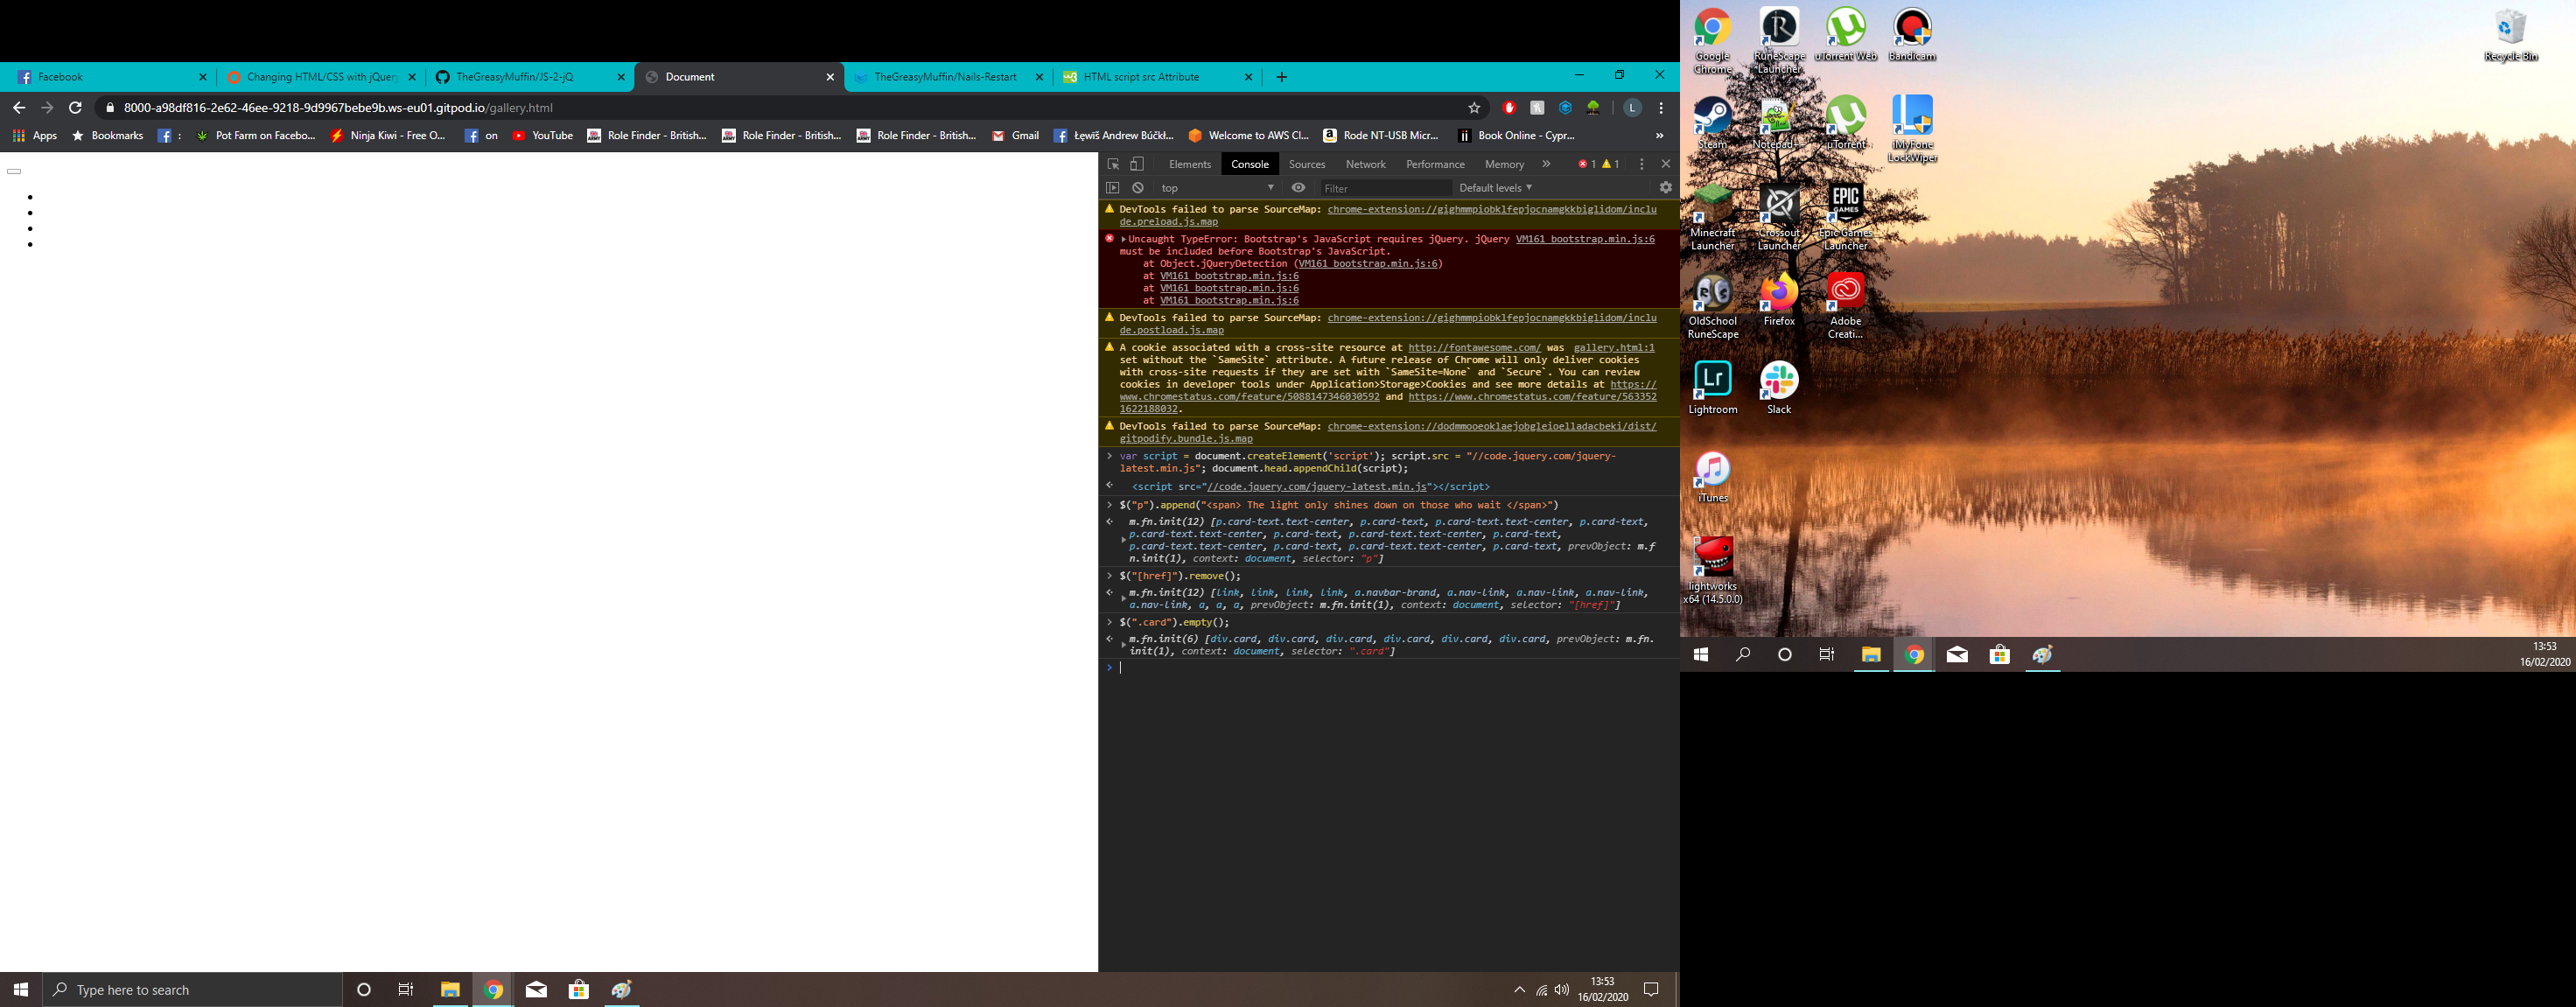 Facebook
Changing HTML/CSS with jQuery
TheGreasyMuffin/JS-2-jQ
Document
TheGreasyMuffin/Nails-Restart
HTML script src Attribute
8000-a98df816-2e62-46ee-9218-9d9967bebe9b.ws-eu01.gitpod.io/gallery.html
L
Apps
Bookmarks
:
Pot Farm on Facebo...
Ninja Kiwi - Free O...
on
YouTube
Role Finder - British...
Role Finder - British...
Role Finder - British...
Gmail
Łęwïš Andrew Búčkł...
Welcome to AWS Cl...
Rode NT-USB Micr...
Book Online - Cypr...
»
Elements Console Sources Network Performance Memory » 1 1
top Filter Default levels
DevTools failed to parse SourceMap: chrome-extension://gighmmpiobklfepjocnamgkkbiglidom/inclu
de.preload.js.map
Uncaught TypeError: Bootstrap's JavaScript requires jQuery. jQuery VM161 bootstrap.min.js:6
must be included before Bootstrap's JavaScript.
at Object.jQueryDetection (VM161 bootstrap.min.js:6)
at VM161 bootstrap.min.js:6
at VM161 bootstrap.min.js:6
at VM161 bootstrap.min.js:6
DevTools failed to parse SourceMap: chrome-extension://gighmmpiobklfepjocnamgkkbiglidom/inclu
de.postload.js.map
A cookie associated with a cross-site resource at http://fontawesome.com/ was gallery.html:1
set without the `SameSite` attribute. A future release of Chrome will only deliver cookies
with cross-site requests if they are set with `SameSite=None` and `Secure`. You can review
cookies in developer tools under Application>Storage>Cookies and see more details at https://
www.chromestatus.com/feature/5088147346030592 and https://www.chromestatus.com/feature/563352
1622188032.
DevTools failed to parse SourceMap: chrome-extension://dodmmooeoklaejobgleioelladacbeki/dist/
gitpodify.bundle.js.map
> var script = document.createElement('script'); script.src = "//code.jquery.com/jquery-
latest.min.js"; document.head.appendChild(script);
<script src="//code.jquery.com/jquery-latest.min.js"></script>
> $("p").append("<span> The light only shines down on those who wait </span>")
m.fn.init(12) [p.card-text.text-center, p.card-text, p.card-text.text-center, p.card-text,
p.card-text.text-center, p.card-text, p.card-text.text-center, p.card-text,
p.card-text.text-center, p.card-text, p.card-text.text-center, p.card-text, prevObject: m.f
n.init(1), context: document, selector: "p"]
> $("[href]").remove();
m.fn.init(12) [link, link, link, link, a.navbar-brand, a.nav-link, a.nav-link, a.nav-link,
a.nav-link, a, a, a, prevObject: m.fn.init(1), context: document, selector: "[href]"]
> $(".card").empty();
m.fn.init(6) [div.card, div.card, div.card, div.card, div.card, div.card, prevObject: m.fn.
init(1), context: document, selector: ".card"]
>
Type here to search
13:53
16/02/2020
Google
Chrome
RuneScape
Launcher
uTorrent Web
Bandicam
Recycle Bin
Steam
Notepad++
µTorrent
iMyFone
LockWiper
Minecraft
Launcher
Crossout
Launcher
EPIC
GAMES
Epic Games
Launcher
OldSchool
RuneScape
Firefox
Adobe
Creati...
Lr
Lightroom
Slack
iTunes
lightworks
x64 (14.5.0.0)
13:53
16/02/2020